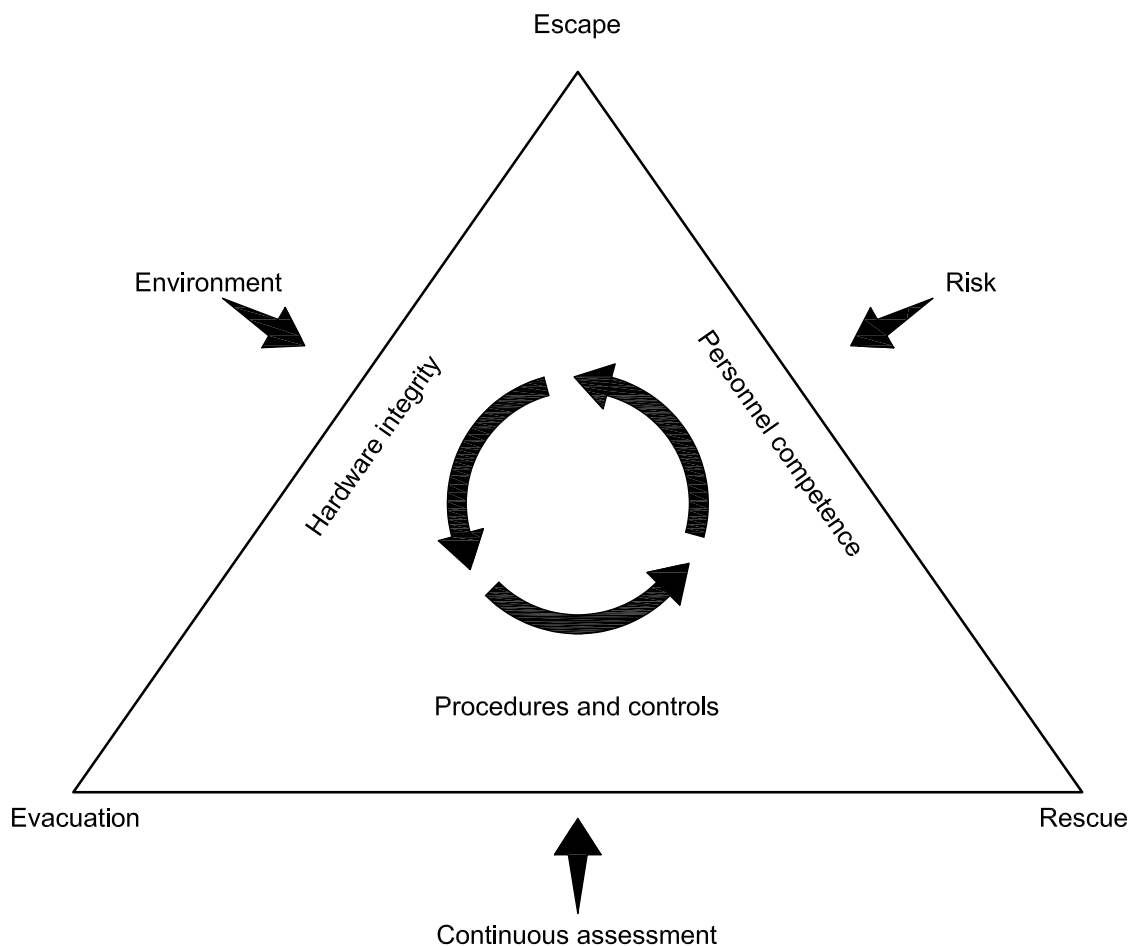 Escape
Environment
Risk
Hardware integrity
Personnel competence
Procedures and controls
Evacuation
Rescue
Continuous assessment